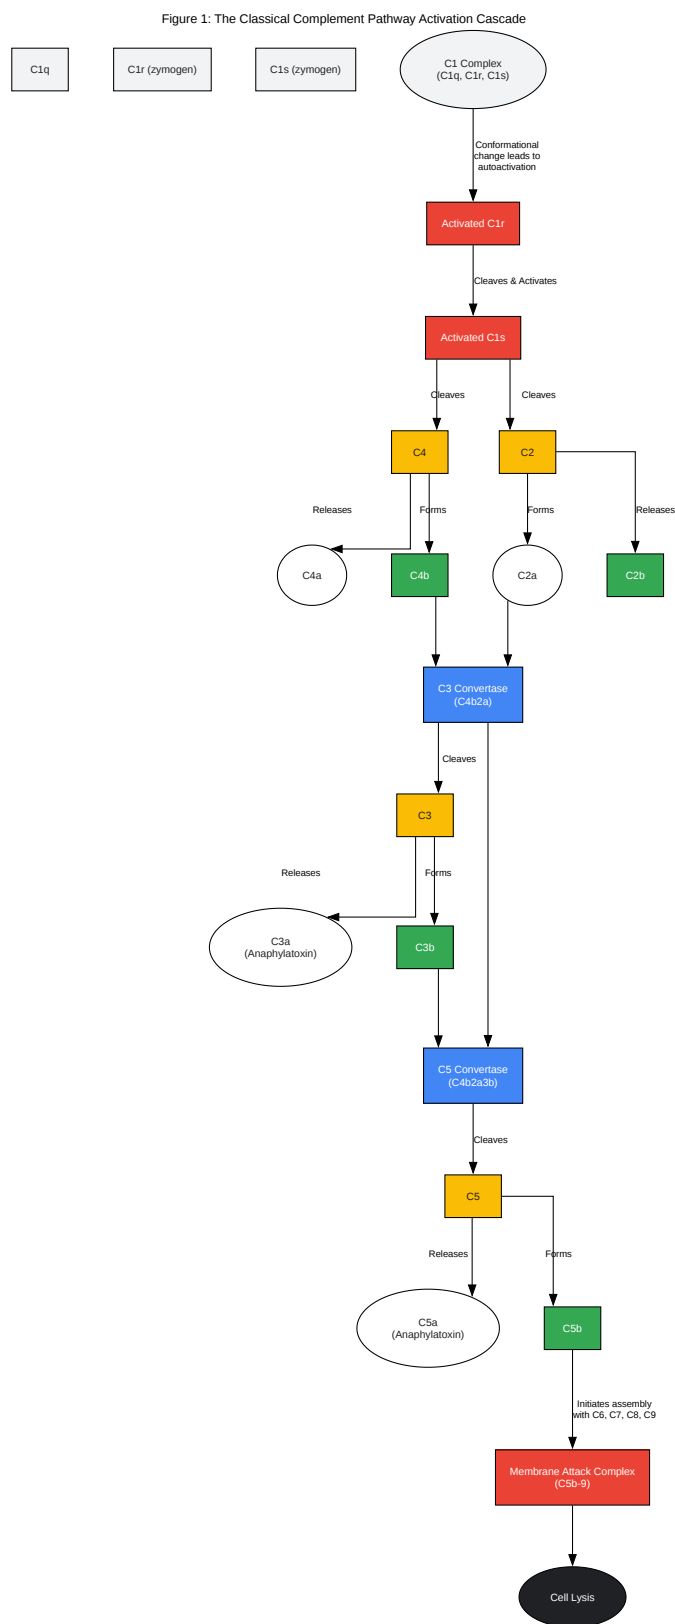 Figure 1: The Classical Complement Pathway Activation Cascade
C1q
C1r (zymogen)
C1s (zymogen)
C1 Complex
(C1q, C1r, C1s)
Conformational
change leads to
autoactivation
Activated C1r
Cleaves & Activates
Activated C1s
Cleaves
Cleaves
C4
C2
Releases
Forms
Forms
Releases
C4a
C4b
C2a
C2b
C3 Convertase
(C4b2a)
Cleaves
C3
Releases
Forms
C3a
(Anaphylatoxin)
C3b
C5 Convertase
(C4b2a3b)
Cleaves
C5
Releases
Forms
C5a
(Anaphylatoxin)
C5b
Initiates assembly
with C6, C7, C8, C9
Membrane Attack Complex
(C5b-9)
Cell Lysis